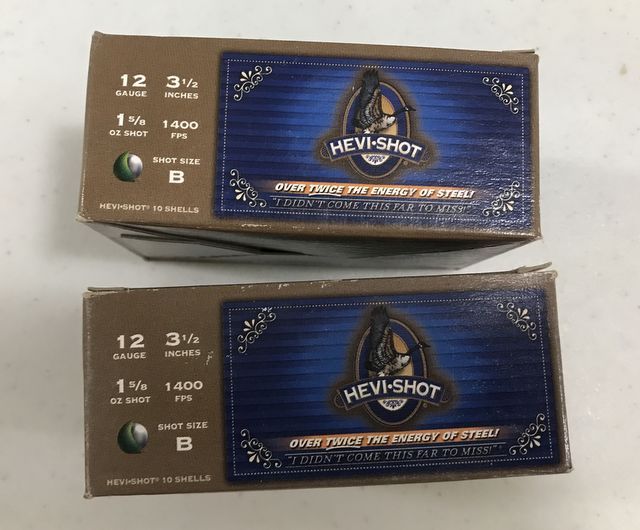 12 3 1/2
GAUGE INCHES
1 5/8 1400
OZ SHOT FPS
SHOT SIZE
B
HEVI•SHOT® 10 SHELLS
HEVI•SHOT
OVER TWICE THE ENERGY OF STEEL!
"I DIDN'T COME THIS FAR TO MISS!"
12 3 1/2
GAUGE INCHES
1 5/8 1400
OZ SHOT FPS
SHOT SIZE
B
HEVI•SHOT® 10 SHELLS
HEVI•SHOT
OVER TWICE THE ENERGY OF STEEL!
"I DIDN'T COME THIS FAR TO MISS!"®